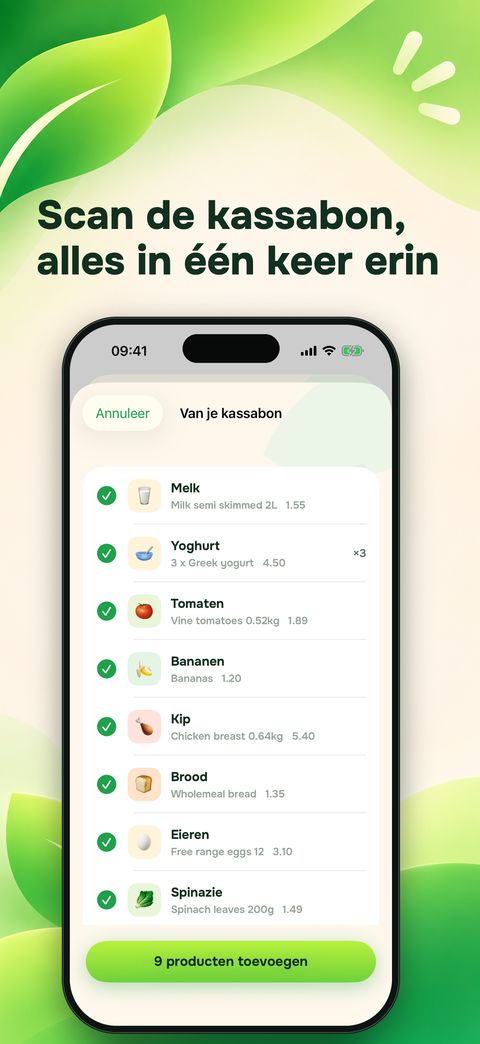 Scan de kassabon,
alles in één keer erin
09:41
Annuleer Van je kassabon
Melk
Milk semi skimmed 2L 1.55
Yoghurt
3 x Greek yogurt 4.50
×3
Tomaten
Vine tomatoes 0.52kg 1.89
Bananen
Bananas 1.20
Kip
Chicken breast 0.64kg 5.40
Brood
Wholemeal bread 1.35
Eieren
Free range eggs 12 3.10
Spinazie
Spinach leaves 200g 1.49
9 producten toevoegen